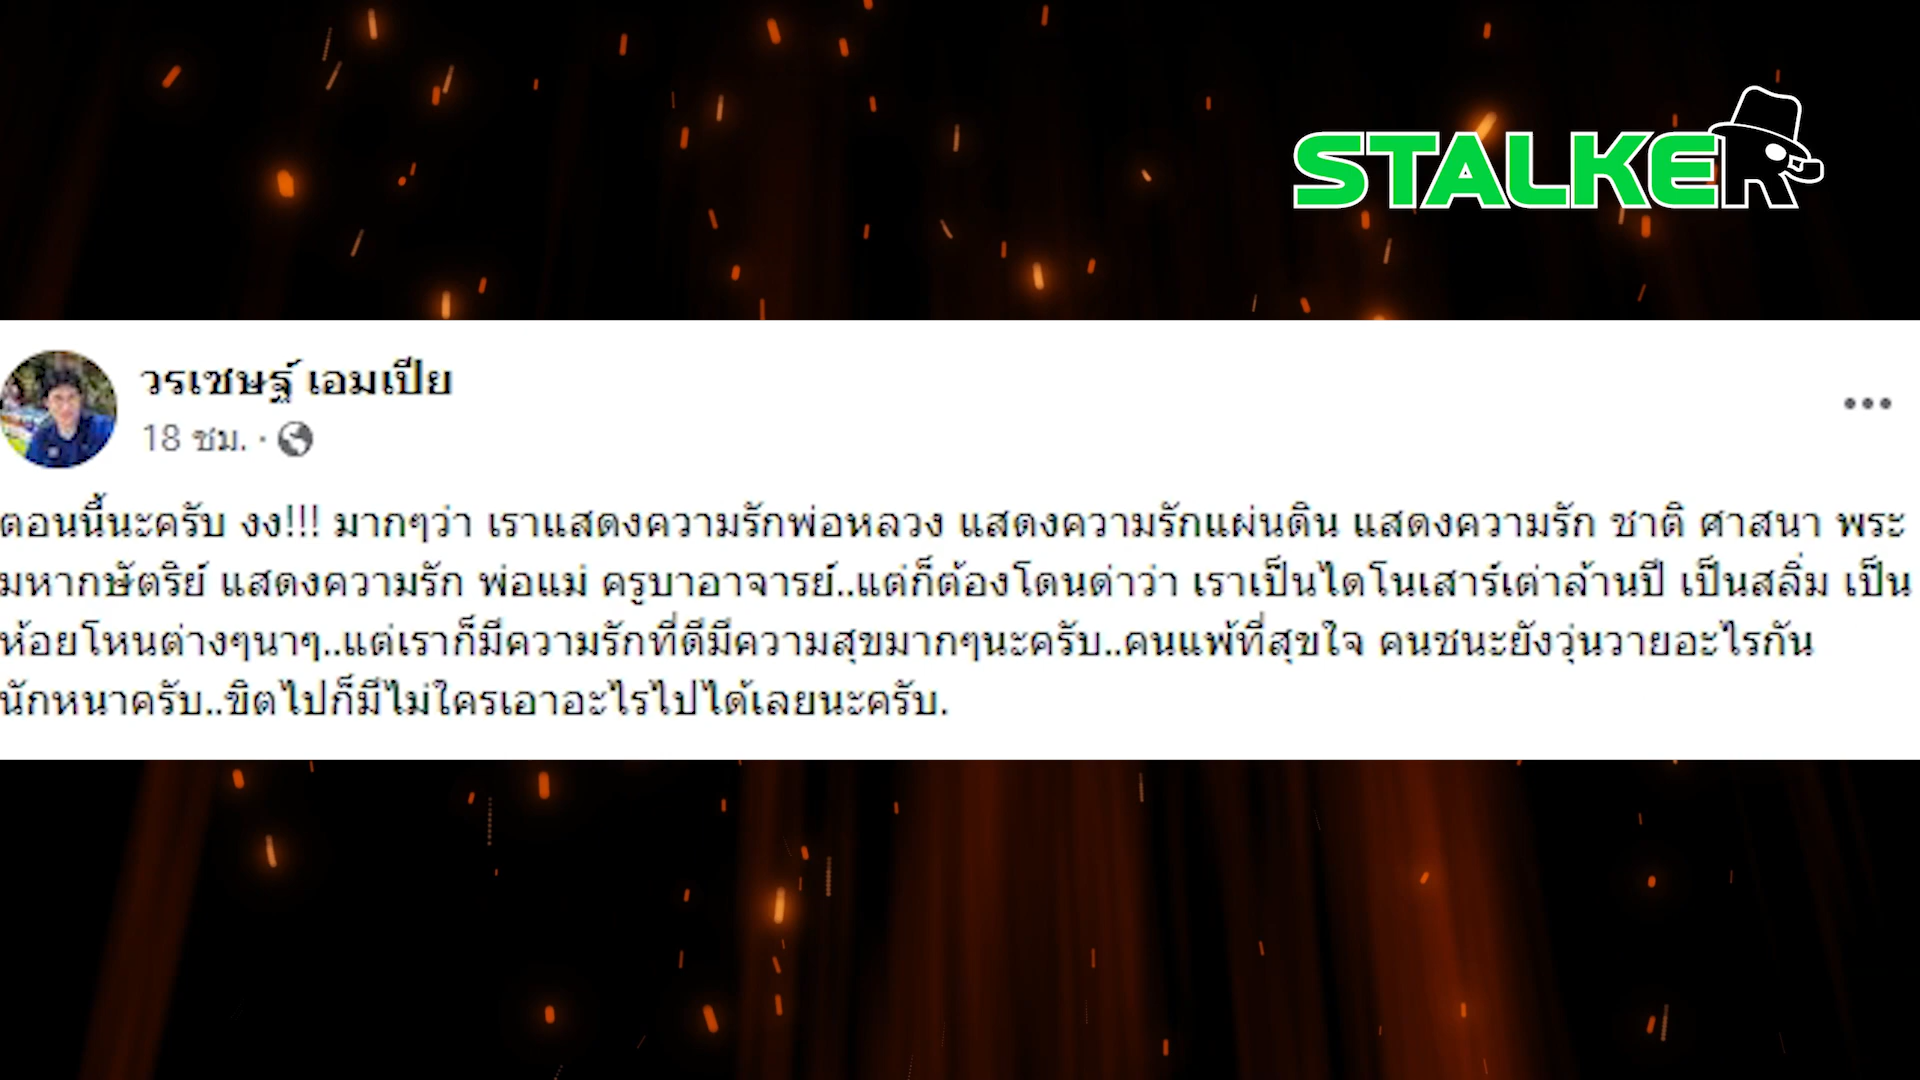 STALKER
วรเชษฐ์ เอมเปีย
18 ชม. ·
ตอนนี้นะครับ งง!!! มากๆว่า เราแสดงความรักพ่อหลวง แสดงความรักแผ่นดิน แสดงความรัก ชาติ ศาสนา พระ
มหากษัตริย์ แสดงความรัก พ่อแม่ ครูบาอาจารย์..แต่ก็ต้องโดนด่าว่า เราเป็นไดโนเสาร์เต่าล้านปี เป็นสลิ่ม เป็น
ห้อยโหนต่างๆนาๆ..แต่เราก็มีความรักที่ดีมีความสุขมากๆนะครับ..คนแพ้ที่สุขใจ คนชนะยังวุ่นวายอะไรกัน
นักหนาครับ..ขิตไปก็มีไม่ใครเอาอะไรไปได้เลยนะครับ.